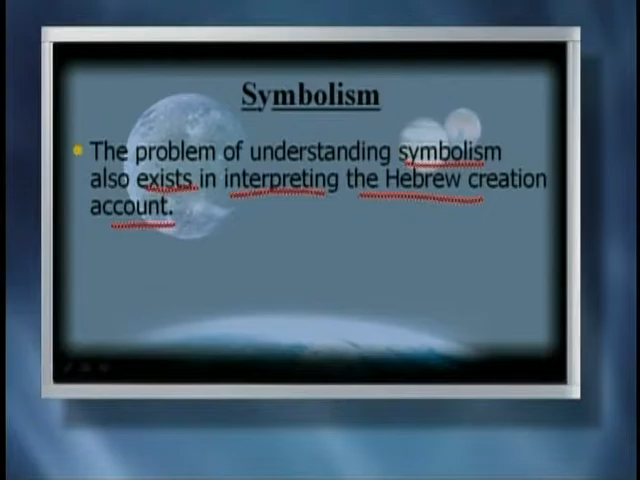 Symbolism
The problem of understanding symbolism
also exists in interpreting the Hebrew creation
account.